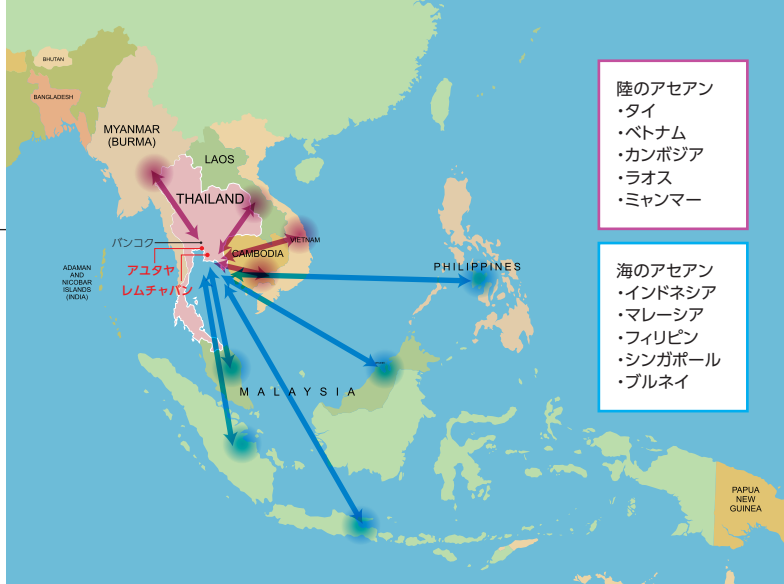 BHUTAN
BANGLADESH
MYANMAR
(BURMA)
LAOS
THAILAND
バンコク
アユタヤ
レムチャバン
VIETNAM
CAMBODIA
ADAMAN
AND
NICOBAR
ISLANDS
(INDIA)
PHILIPPINES
MALAYSIA
PAPUA
NEW
GUINEA
陸のアセアン
・タイ
・ベトナム
・カンボジア
・ラオス
・ミャンマー
海のアセアン
・インドネシア
・マレーシア
・フィリピン
・シンガポール
・ブルネイ